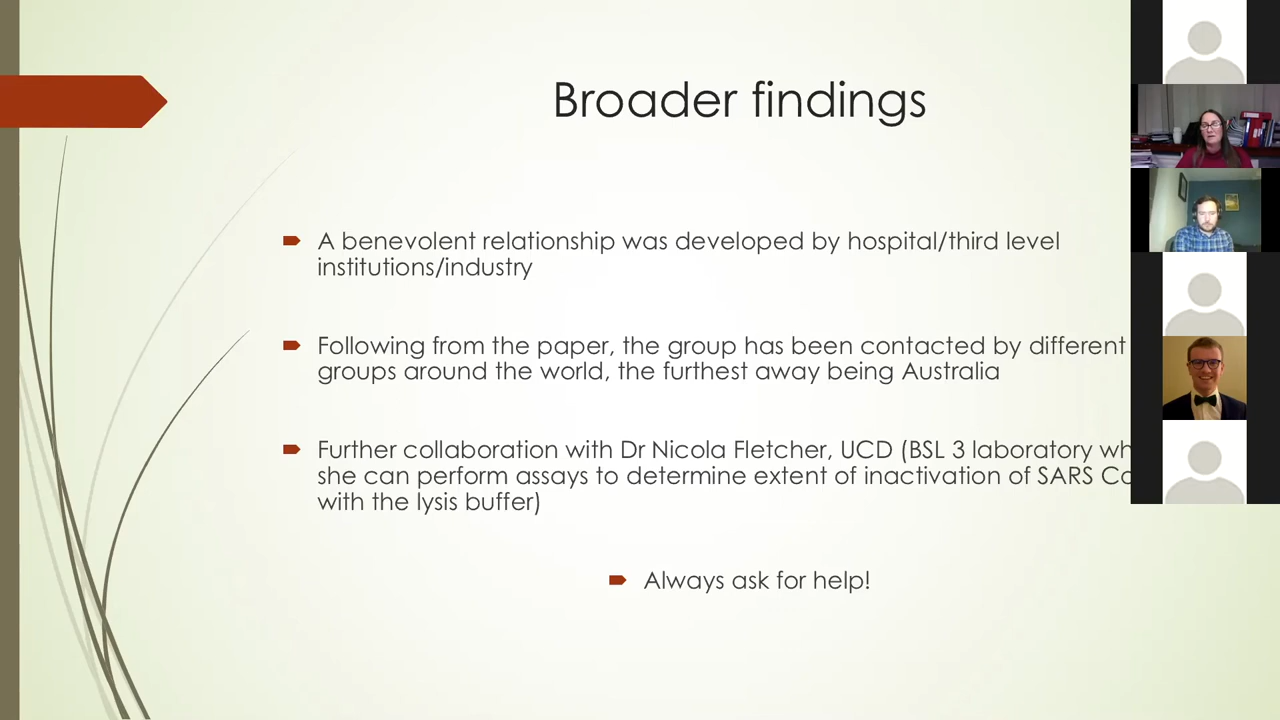 Broader findings
A benevolent relationship was developed by hospital/third level
institutions/industry
Following from the paper, the group has been contacted by different
groups around the world, the furthest away being Australia
Further collaboration with Dr Nicola Fletcher, UCD (BSL 3 laboratory
she can perform assays to determine extent of inactivation of SARS
with the lysis buffer)
Always ask for help!